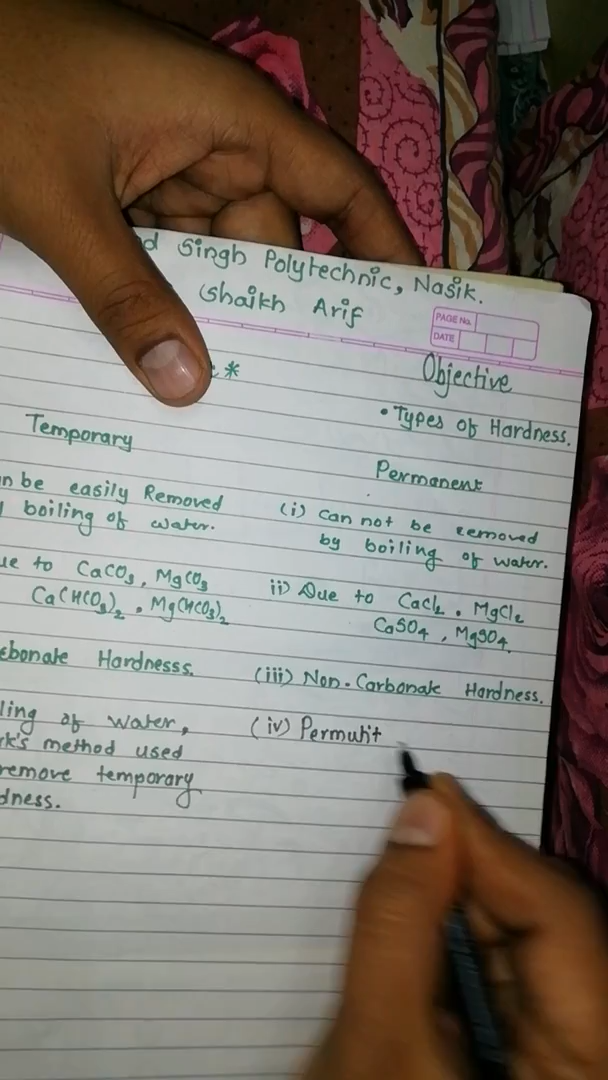 Singh Polytechnic, Nasik.
Shaikh Arif
PAGE No.
DATE
*
Objective
• Types of Hardness.
Temporary
Permanent
be easily Removed
boiling of water.
(i) can not be removed
by boiling of water.
to CaCO3, MgCO3
Ca(HCO3)2, Mg(HCO3)2
ii) Due to CaCl2, MgCl2
CaSO4, MgSO4.
Hardnesss.
(iii) Non-Carbonate Hardness.
of water,
method used
remove temporary
(iv) Permutit